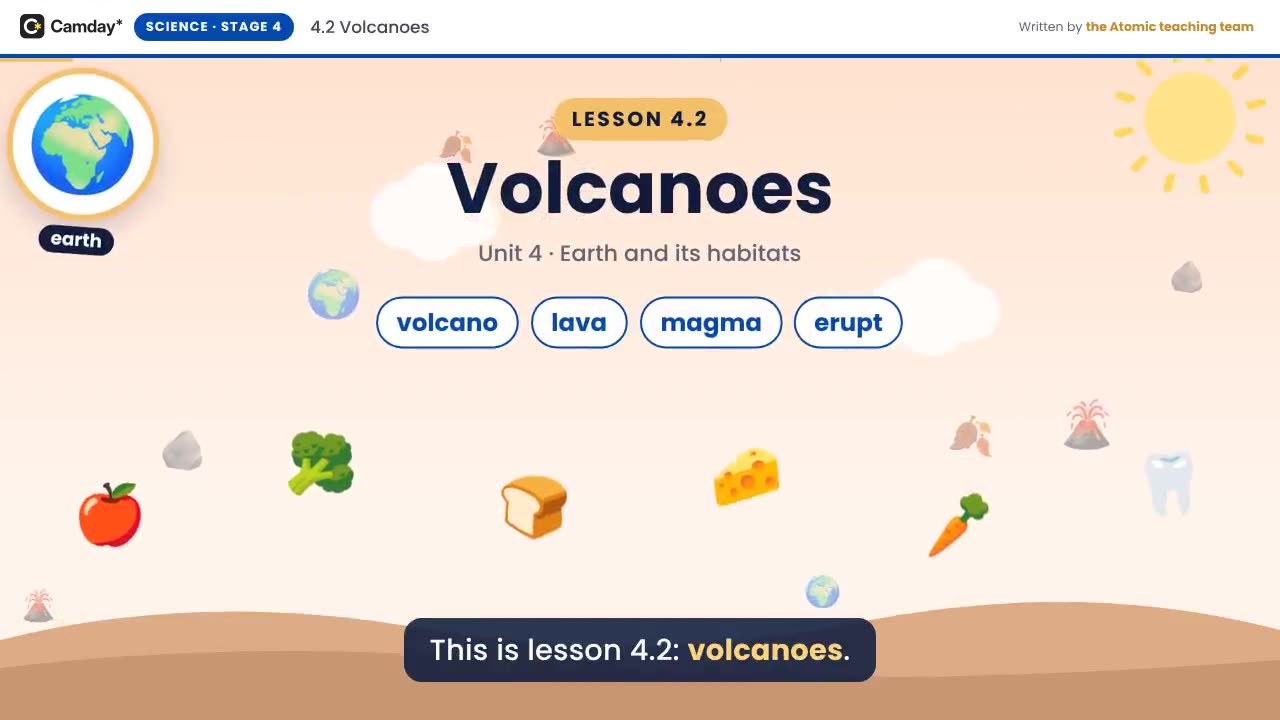 Camday*
SCIENCE · STAGE 4
4.2 Volcanoes
Written by the Atomic teaching team
earth
LESSON 4.2
Volcanoes
Unit 4 · Earth and its habitats
volcano
lava
magma
erupt
This is lesson 4.2: volcanoes.